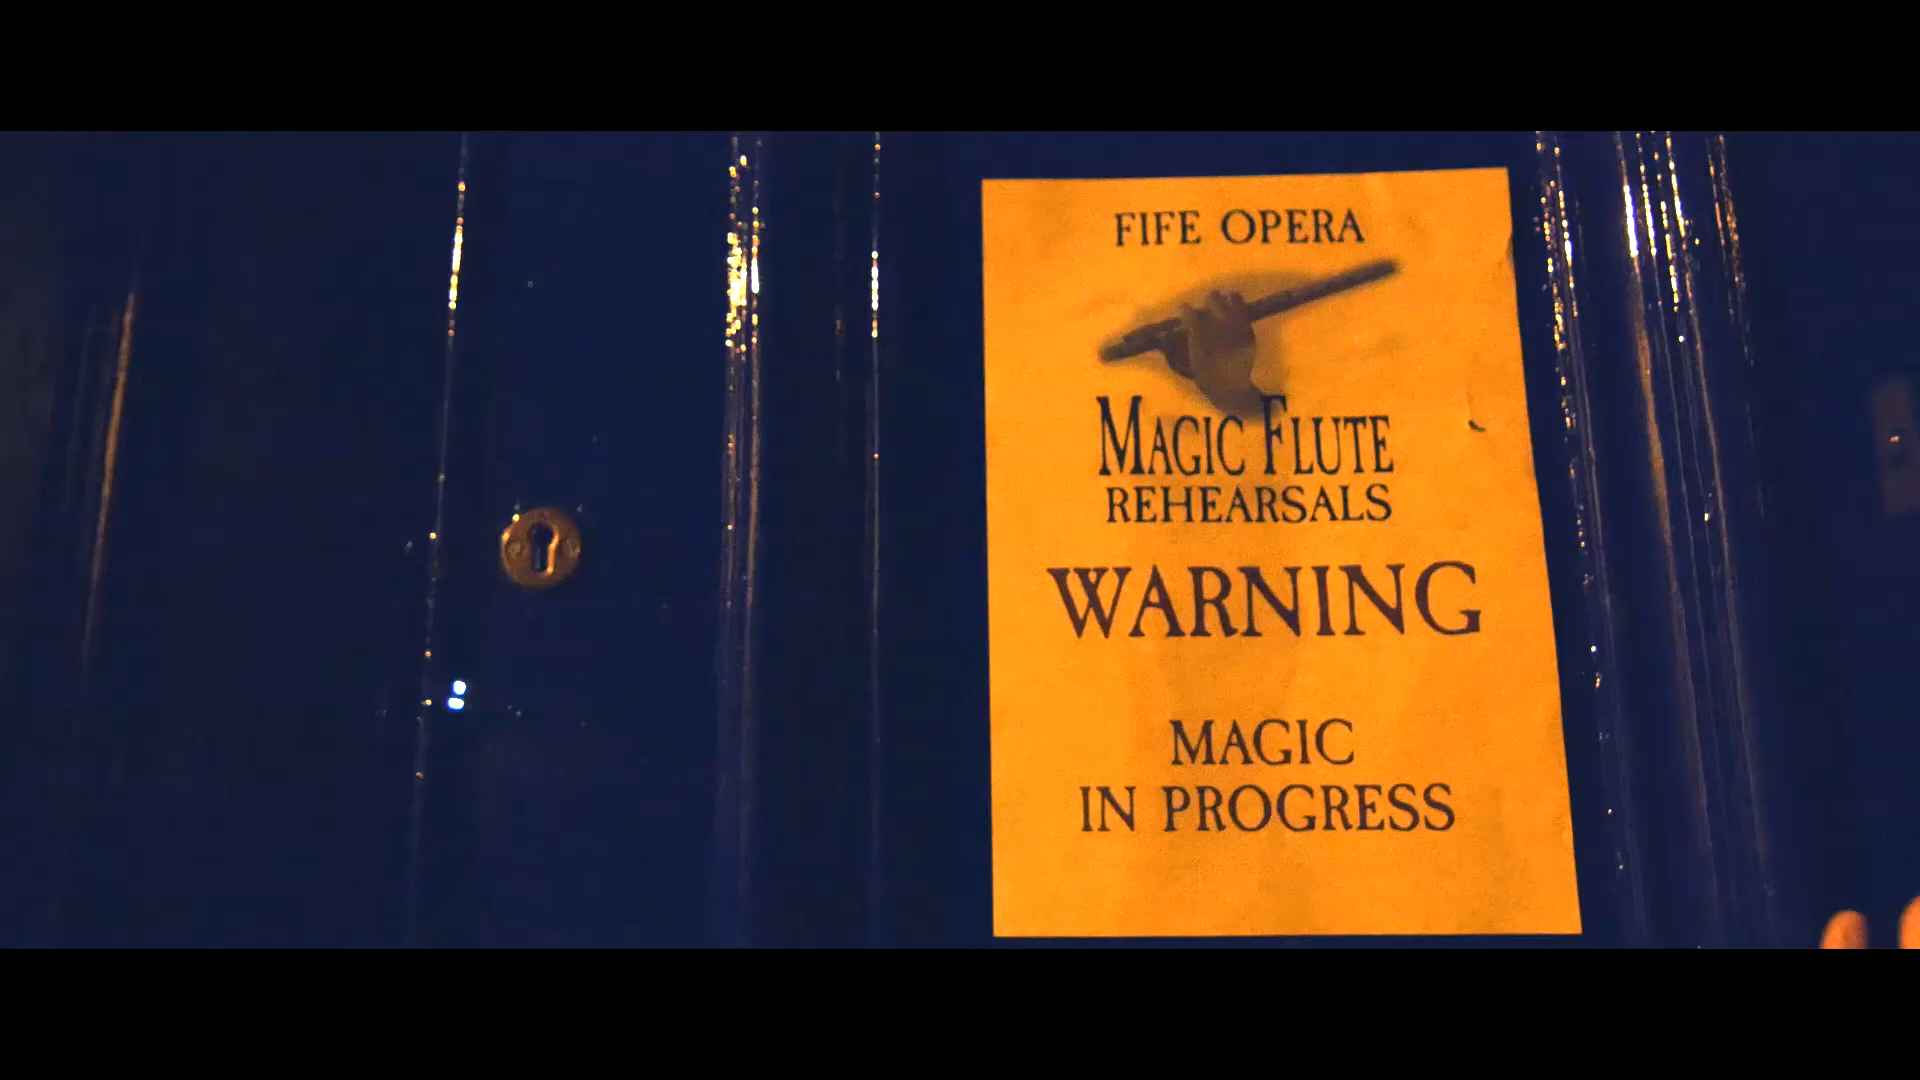 FIFE OPERA
MAGIC FLUTE
REHEARSALS
WARNING
MAGIC
IN PROGRESS